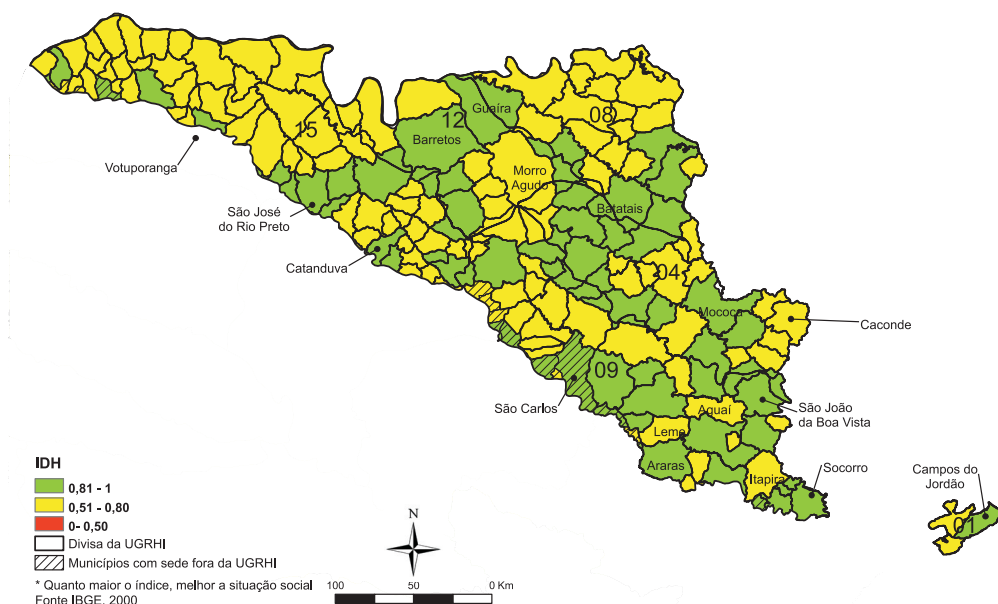 Guaíra
12
08
15
Barretos
Votuporanga
Morro
Agudo
Batatais
São José
do Rio Preto
Catanduva
04
Mococa
Caconde
09
São Carlos
Aguaí
São João
da Boa Vista
Leme
Araras
Itapira
Socorro
Campos do
Jordão
01
IDH
0,81 - 1
0,51 - 0,80
0- 0,50
Divisa da UGRHI
Municípios com sede fora da UGRHI
* Quanto maior o índice, melhor a situação social
Fonte IBGE, 2000
N
100 50 0 Km